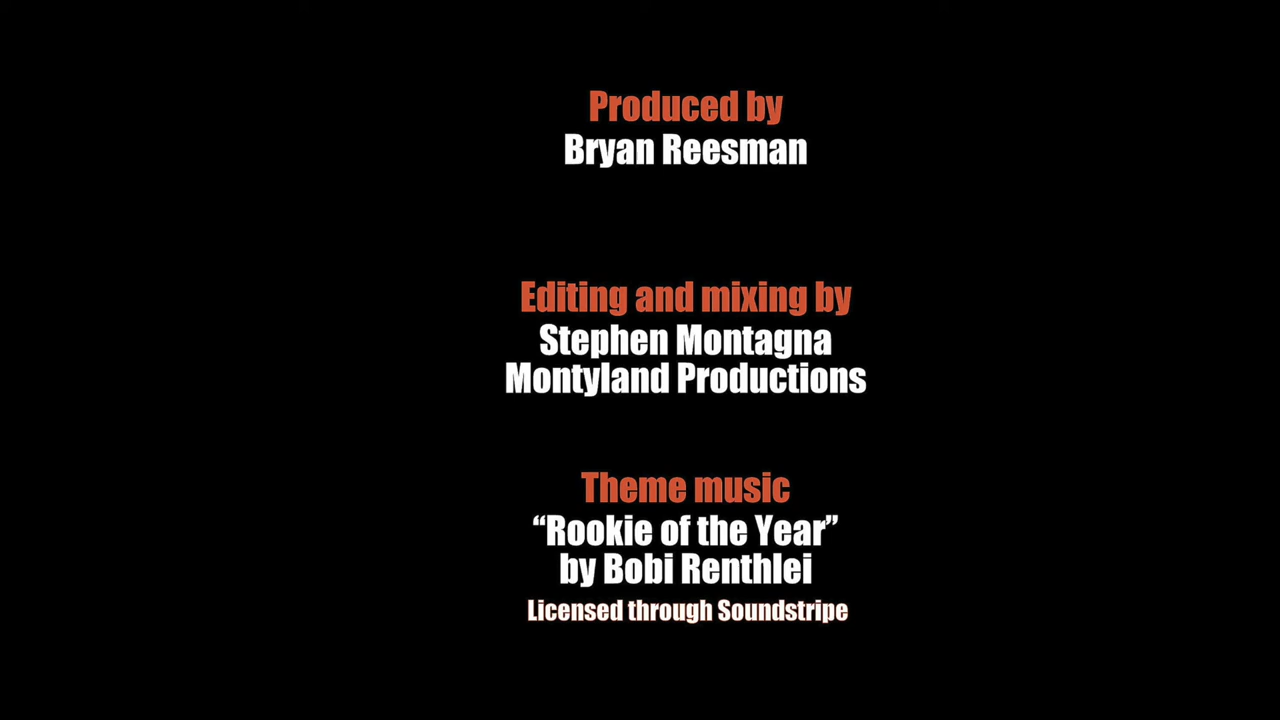 Produced by
Bryan Reesman
Editing and mixing by
Stephen Montagna
Montyland Productions
Theme music
“Rookie of the Year”
by Bobi Renthlei
Licensed through Soundstripe